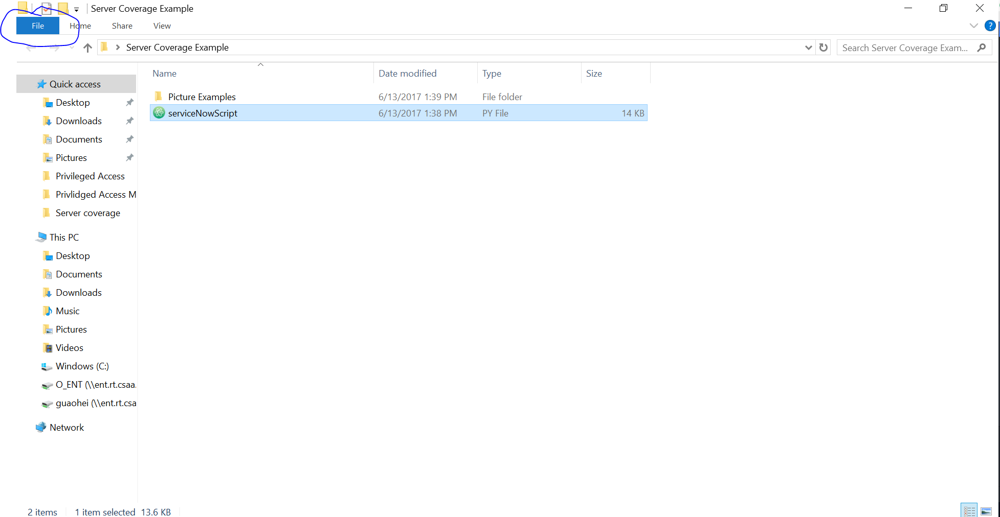 Server Coverage Example
File Home Share View
?
Server Coverage Example
Search Server Coverage Exam...
Name Date modified Type Size
Picture Examples 6/13/2017 1:39 PM File folder
serviceNowScript 6/13/2017 1:38 PM PY File 14 KB
Quick access
Desktop
Downloads
Documents
Pictures
Privileged Access
Privlidged Access M
Server coverage
This PC
Desktop
Documents
Downloads
Music
Pictures
Videos
Windows (C:)
O_ENT (\\ent.rt.csaa.
guaohei (\\ent.rt.csa
Network
2 items 1 item selected 13.6 KB